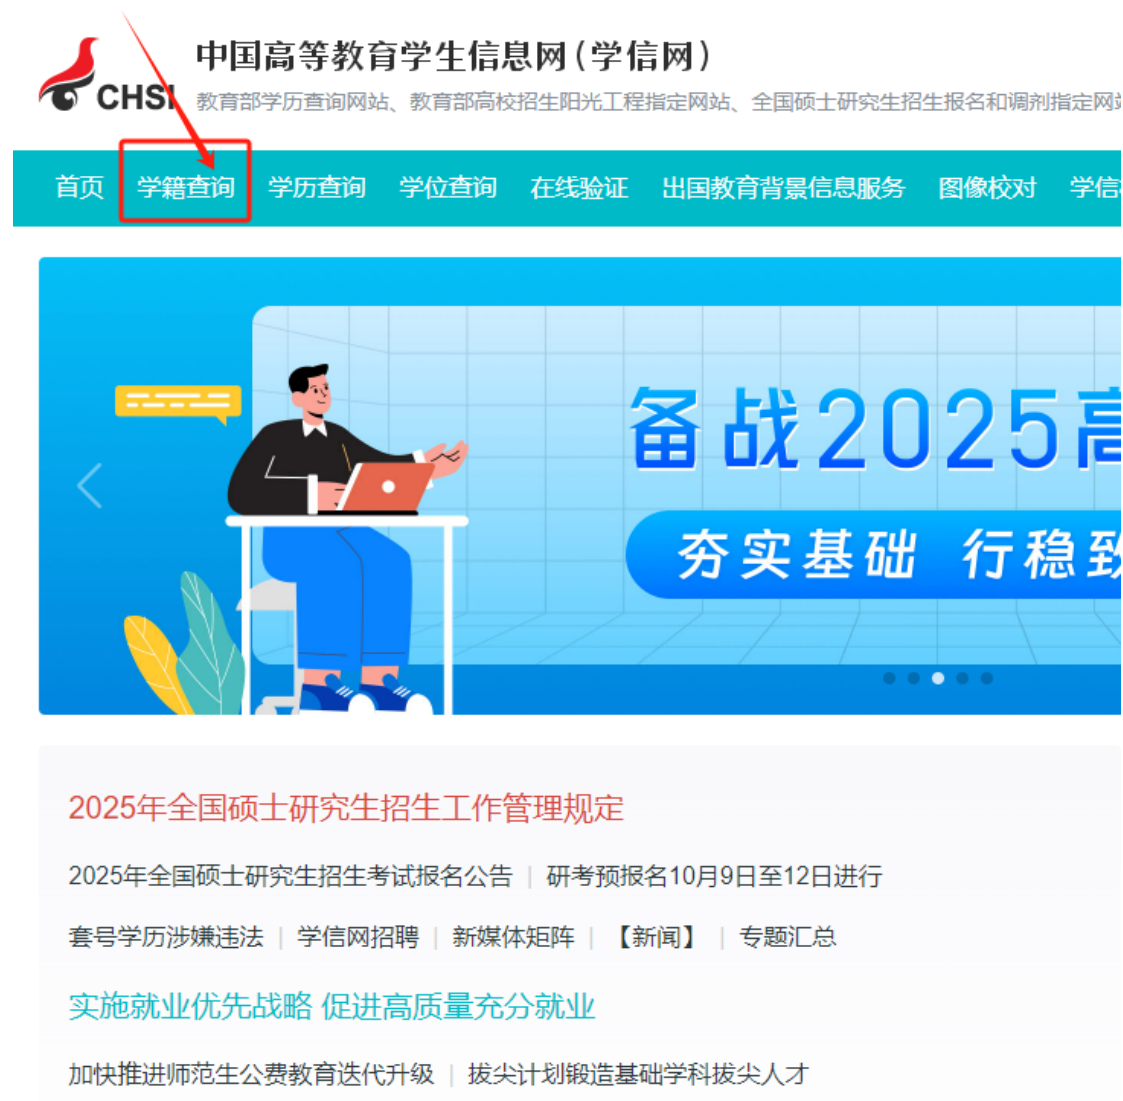 中国高等教育学生信息网(学信网)
CHSI
教育部学历查询网站、教育部高校招生阳光工程指定网站、全国硕士研究生招生报名和调剂指定网
首页 学籍查询 学历查询 学位查询 在线验证 出国教育背景信息服务 图像校对 学信
备战2025高
夯实基础 行稳致
2025年全国硕士研究生招生工作管理规定
2025年全国硕士研究生招生考试报名公告 | 研考预报名10月9日至12日进行
套号学历涉嫌违法 | 学信网招聘 | 新媒体矩阵 | 【新闻】 | 专题汇总
实施就业优先战略 促进高质量充分就业
加快推进师范生公费教育迭代升级 | 拔尖计划锻造基础学科拔尖人才